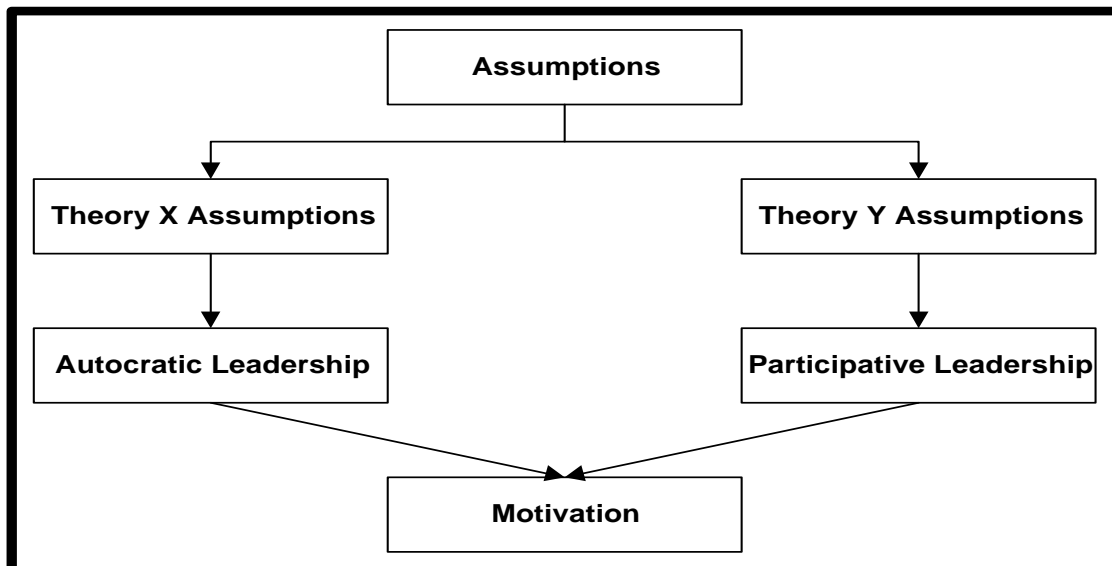 Assumptions
Theory X Assumptions
Theory Y Assumptions
Autocratic Leadership
Participative Leadership
Motivation